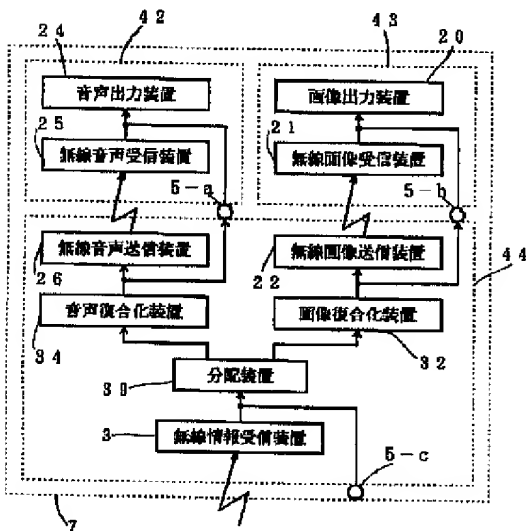 42
43
24
20
音声出力装置
画像出力装置
25
21
無線音声受信装置
無線画像受信装置
5-a
5-b
無線音声送信装置
無線画像送信装置
26
22
44
音声復合化装置
画像復合化装置
34
32
分配装置
39
3
無線情報受信装置
5-c
7